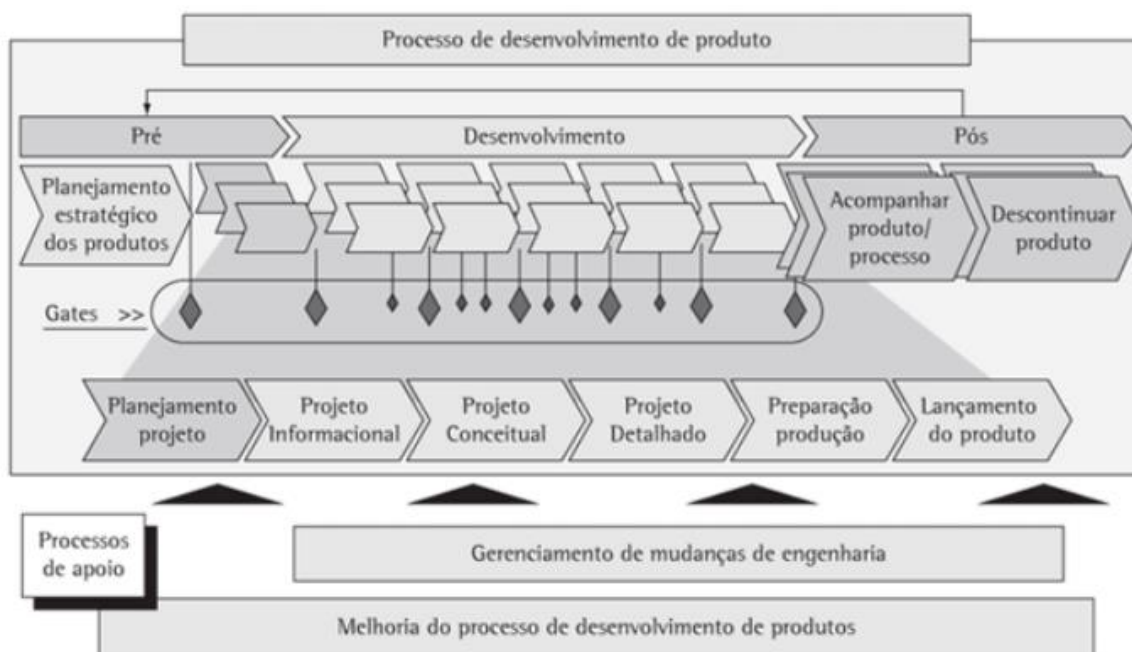 Processo de desenvolvimento de produto
Pré
Desenvolvimento
Pós
Planejamento
estratégico
dos produtos
Acompanhar
produto/
processo
Descontinuar
produto
Gates >>
Planejamento
projeto
Projeto
Informacional
Projeto
Conceitual
Projeto
Detalhado
Preparação
produção
Lançamento
do produto
Processos
de apoio
Gerenciamento de mudanças de engenharia
Melhoria do processo de desenvolvimento de produtos